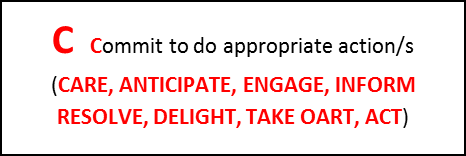 C Commit to do appropriate action/s
(CARE, ANTICIPATE, ENGAGE, INFORM
RESOLVE, DELIGHT, TAKE OART, ACT)